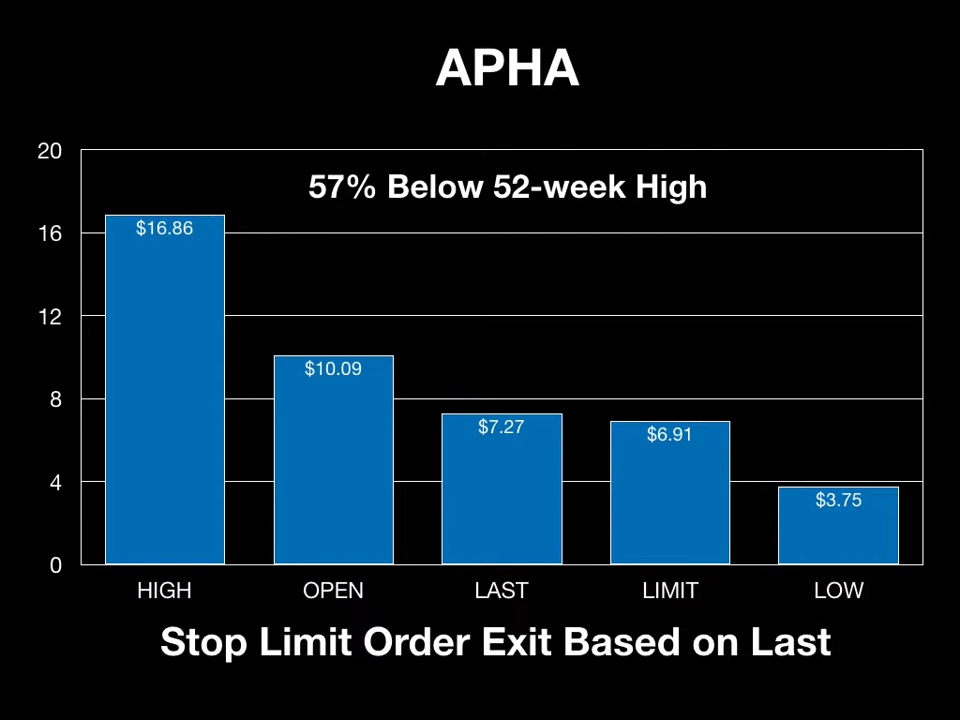 APHA
20
57% Below 52-week High
$16.86
16
12
$10.09
8
$7.27
$6.91
4
$3.75
0
HIGH OPEN LAST LIMIT LOW
Stop Limit Order Exit Based on Last